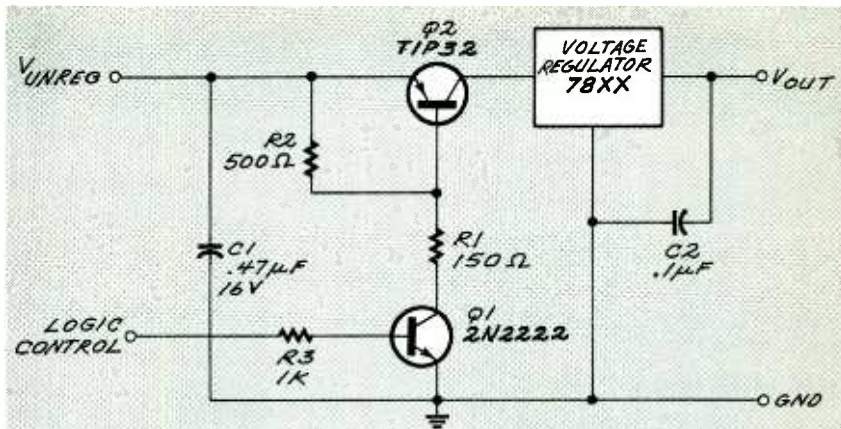 Q2
TIP32
VUNREG
VOLTAGE
REGULATOR
78XX
VOUT
R2
500Ω
C1
.47μF
16V
R1
150Ω
C2
.1μF
LOGIC
CONTROL
R3
1K
Q1
2N2222
GND